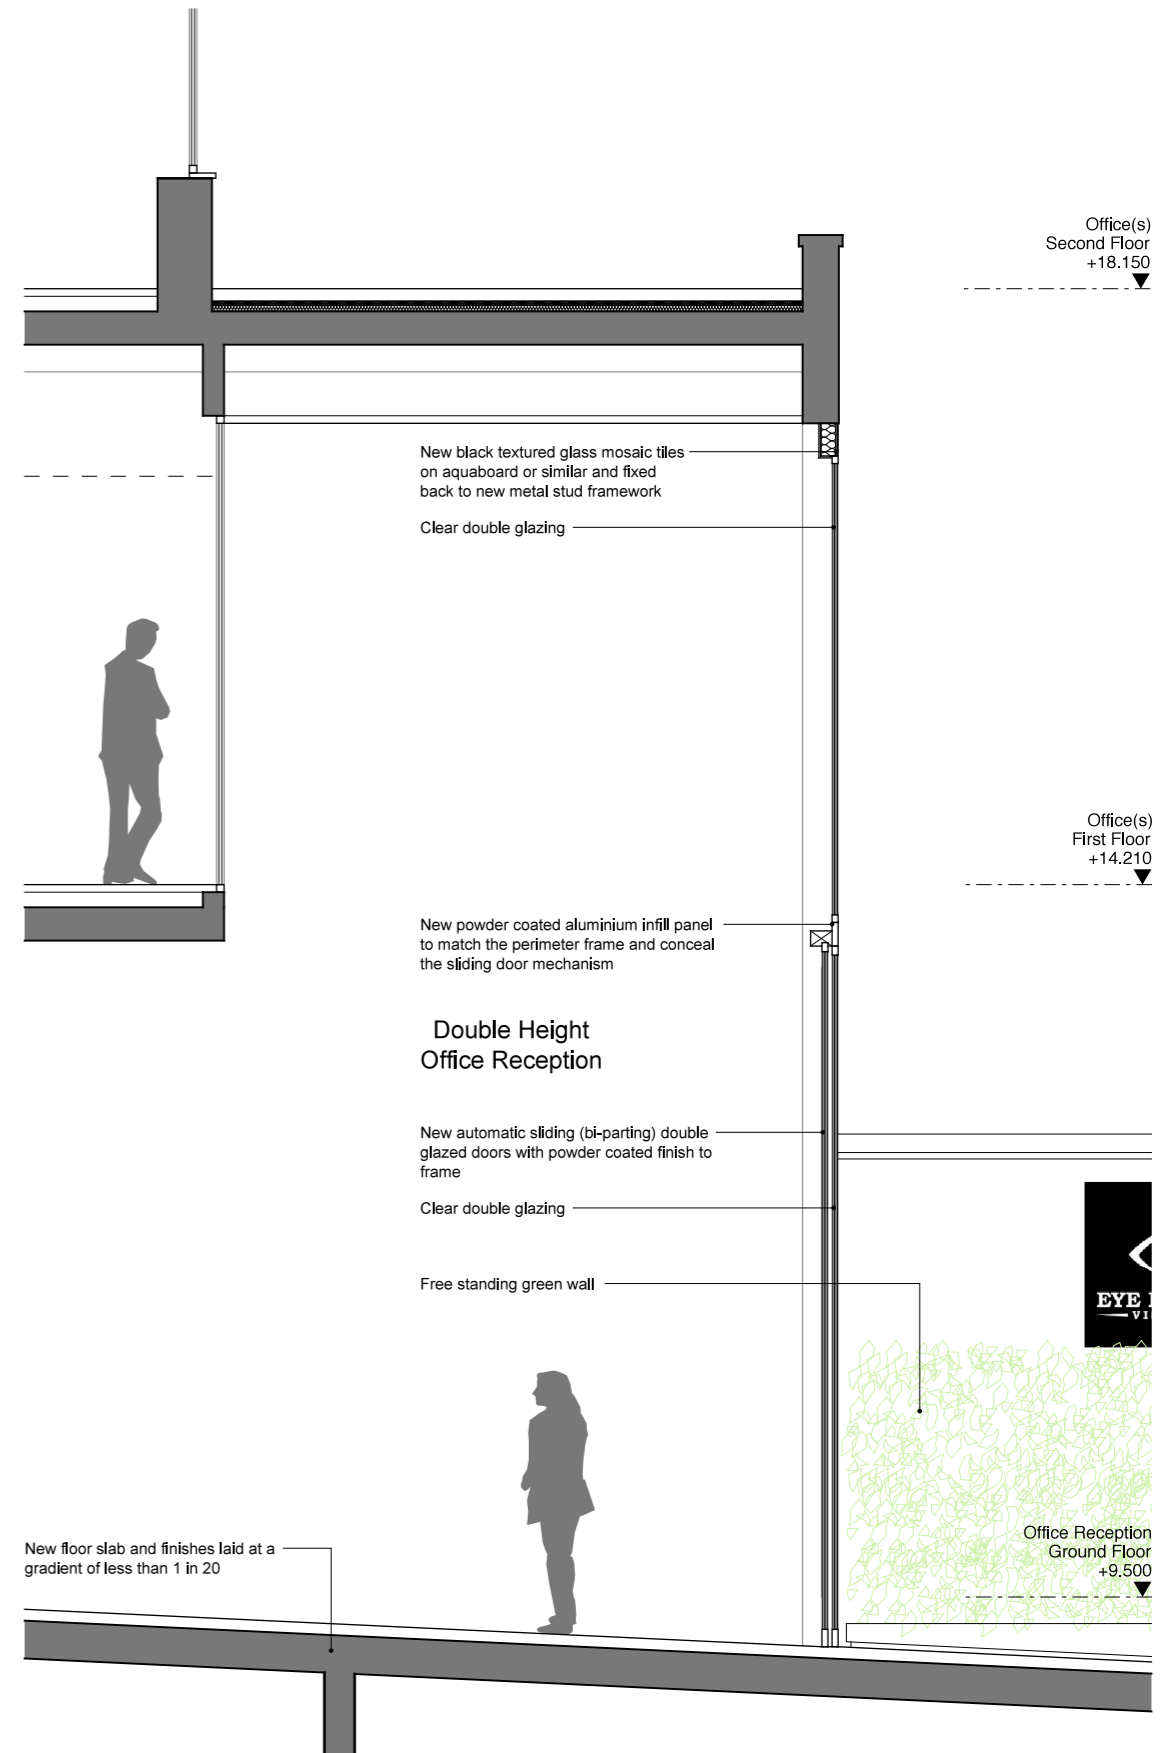 Office(s)
Second Floor
+18.150
New black textured glass mosaic tiles
on aquaboard or similar and fixed
back to new metal stud framework
Clear double glazing
Office(s)
First Floor
+14.210
New powder coated aluminium infill panel
to match the perimeter frame and conceal
the sliding door mechanism
Double Height
Office Reception
New automatic sliding (bi-parting) double
glazed doors with powder coated finish to
frame
Clear double glazing
Free standing green wall
EYE
New floor slab and finishes laid at a
gradient of less than 1 in 20
Office Reception
Ground Floor
+9.500